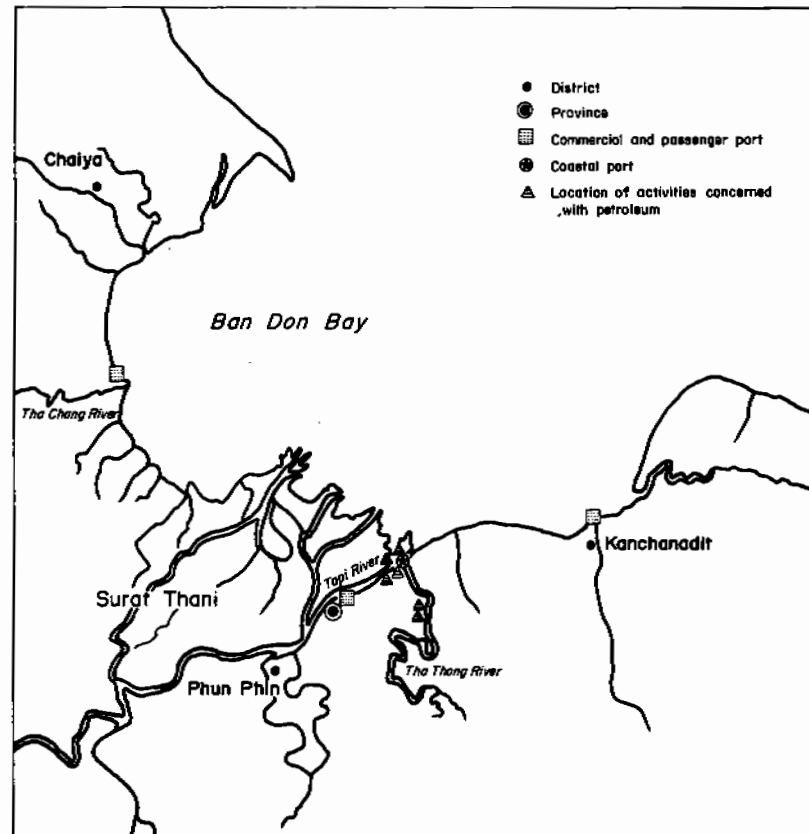 District
Province
Commercial and passenger port
Coastal port
Location of activities concerned
,with petroleum
Chaiya
Ban Don Bay
Tha Chang River
Kanchanadit
Tapi River
Surat Thani
Tha Thong River
Phun Phin